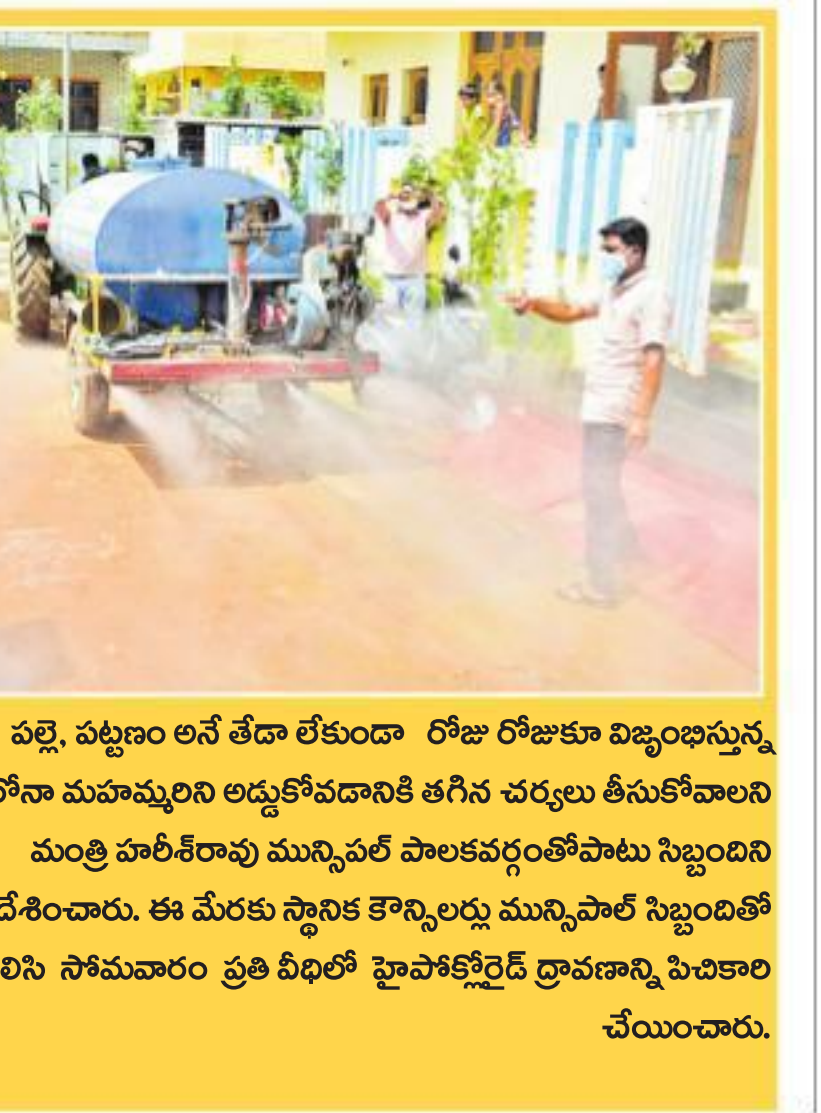 పల్లె, పట్టణం అనే తేడా లేకుండా రోజు రోజుకూ విజృంభిస్తున్న
మహమ్మరిని అడ్డుకోవడానికి తగిన చర్యలు తీసుకోవాలని
మంత్రి హరీశ్‌రావు మున్సిపల్ పాలకవర్గంతోపాటు సిబ్బందిని
ఈ మేరకు స్థానిక కౌన్సిలర్లు మున్సిపాల్ సిబ్బందితో
సోమవారం ప్రతి వీధిలో హైపోక్లోరైడ్ ద్రావణాన్ని పిచికారి
చేయించారు.